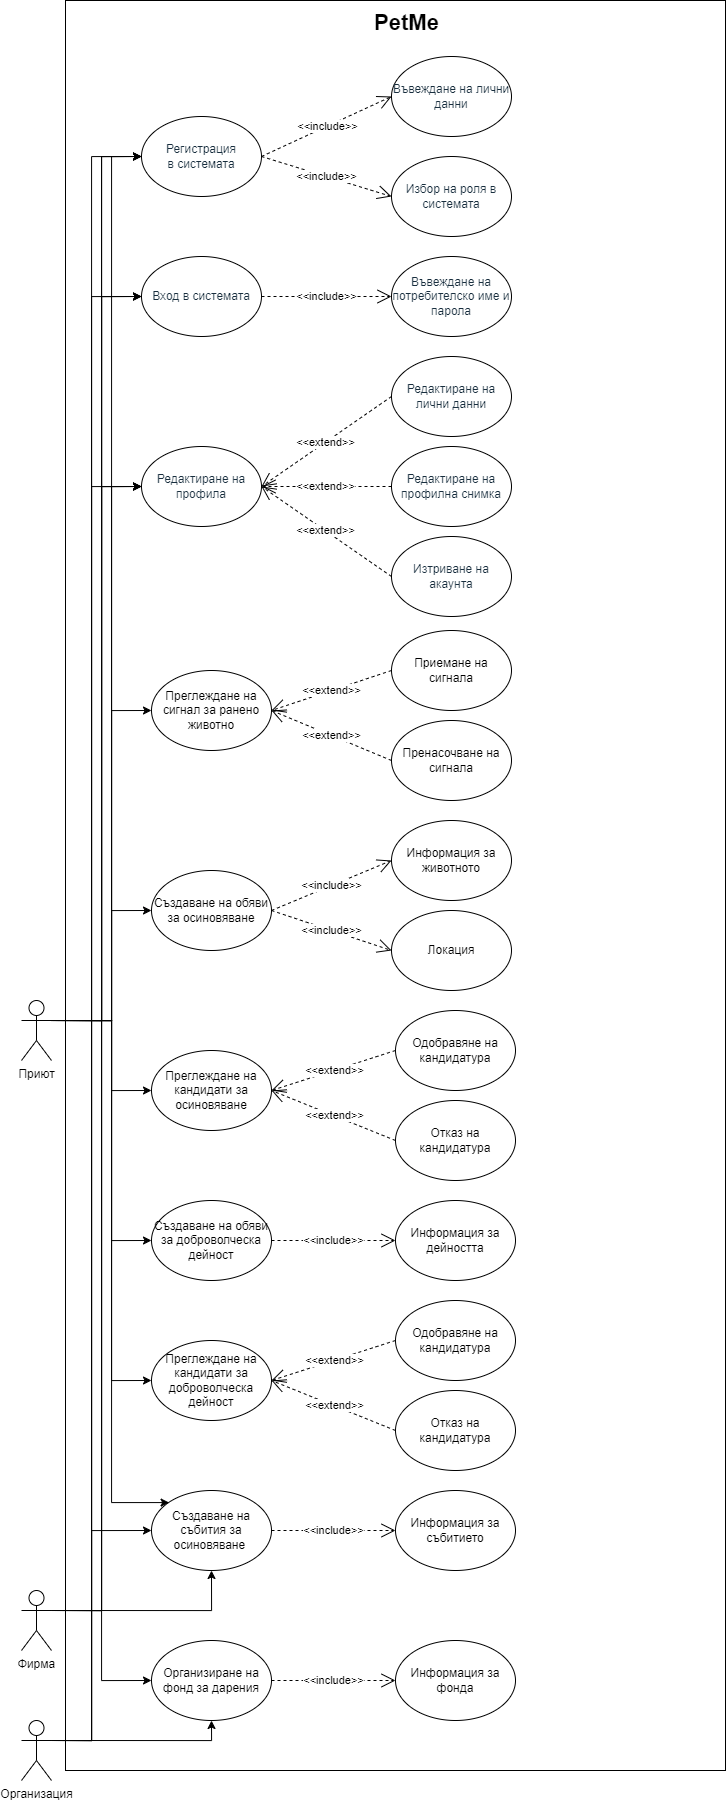 PetMe
Въвеждане на лични
данни
<<include>>
Регистрация
в системата
<<include>>
Избор на роля в
системата
Вход в системата
<<include>>
Въвеждане на
потребителско име и
парола
Редактиране на
лични данни
<<extend>>
Редактиране на
профила
<<extend>>
Редактиране на
профилна снимка
<<extend>>
Изтриване на
акаунта
Приемане на
сигнала
<<extend>>
Преглеждане на
сигнал за ранено
животно
<<extend>>
Пренасочване на
сигнала
Информация за
животното
<<include>>
Създаване на обяви
за осиновяване
<<include>>
Локация
Приют
Одобравяне на
кандидатура
<<extend>>
Преглеждане на
кандидати за
осиновяване
<<extend>>
Отказ на
кандидатура
Създаване на обяви
за доброволческа
дейност
<<include>>
Информация за
дейността
Одобравяне на
кандидатура
<<extend>>
Преглеждане на
кандидати за
доброволческа
дейност
<<extend>>
Отказ на
кандидатура
Създаване на
събития за
осиновяване
<<include>>
Информация за
събитието
Фирма
Организиране на
фонд за дарения
<<include>>
Информация за
фонда
Организация